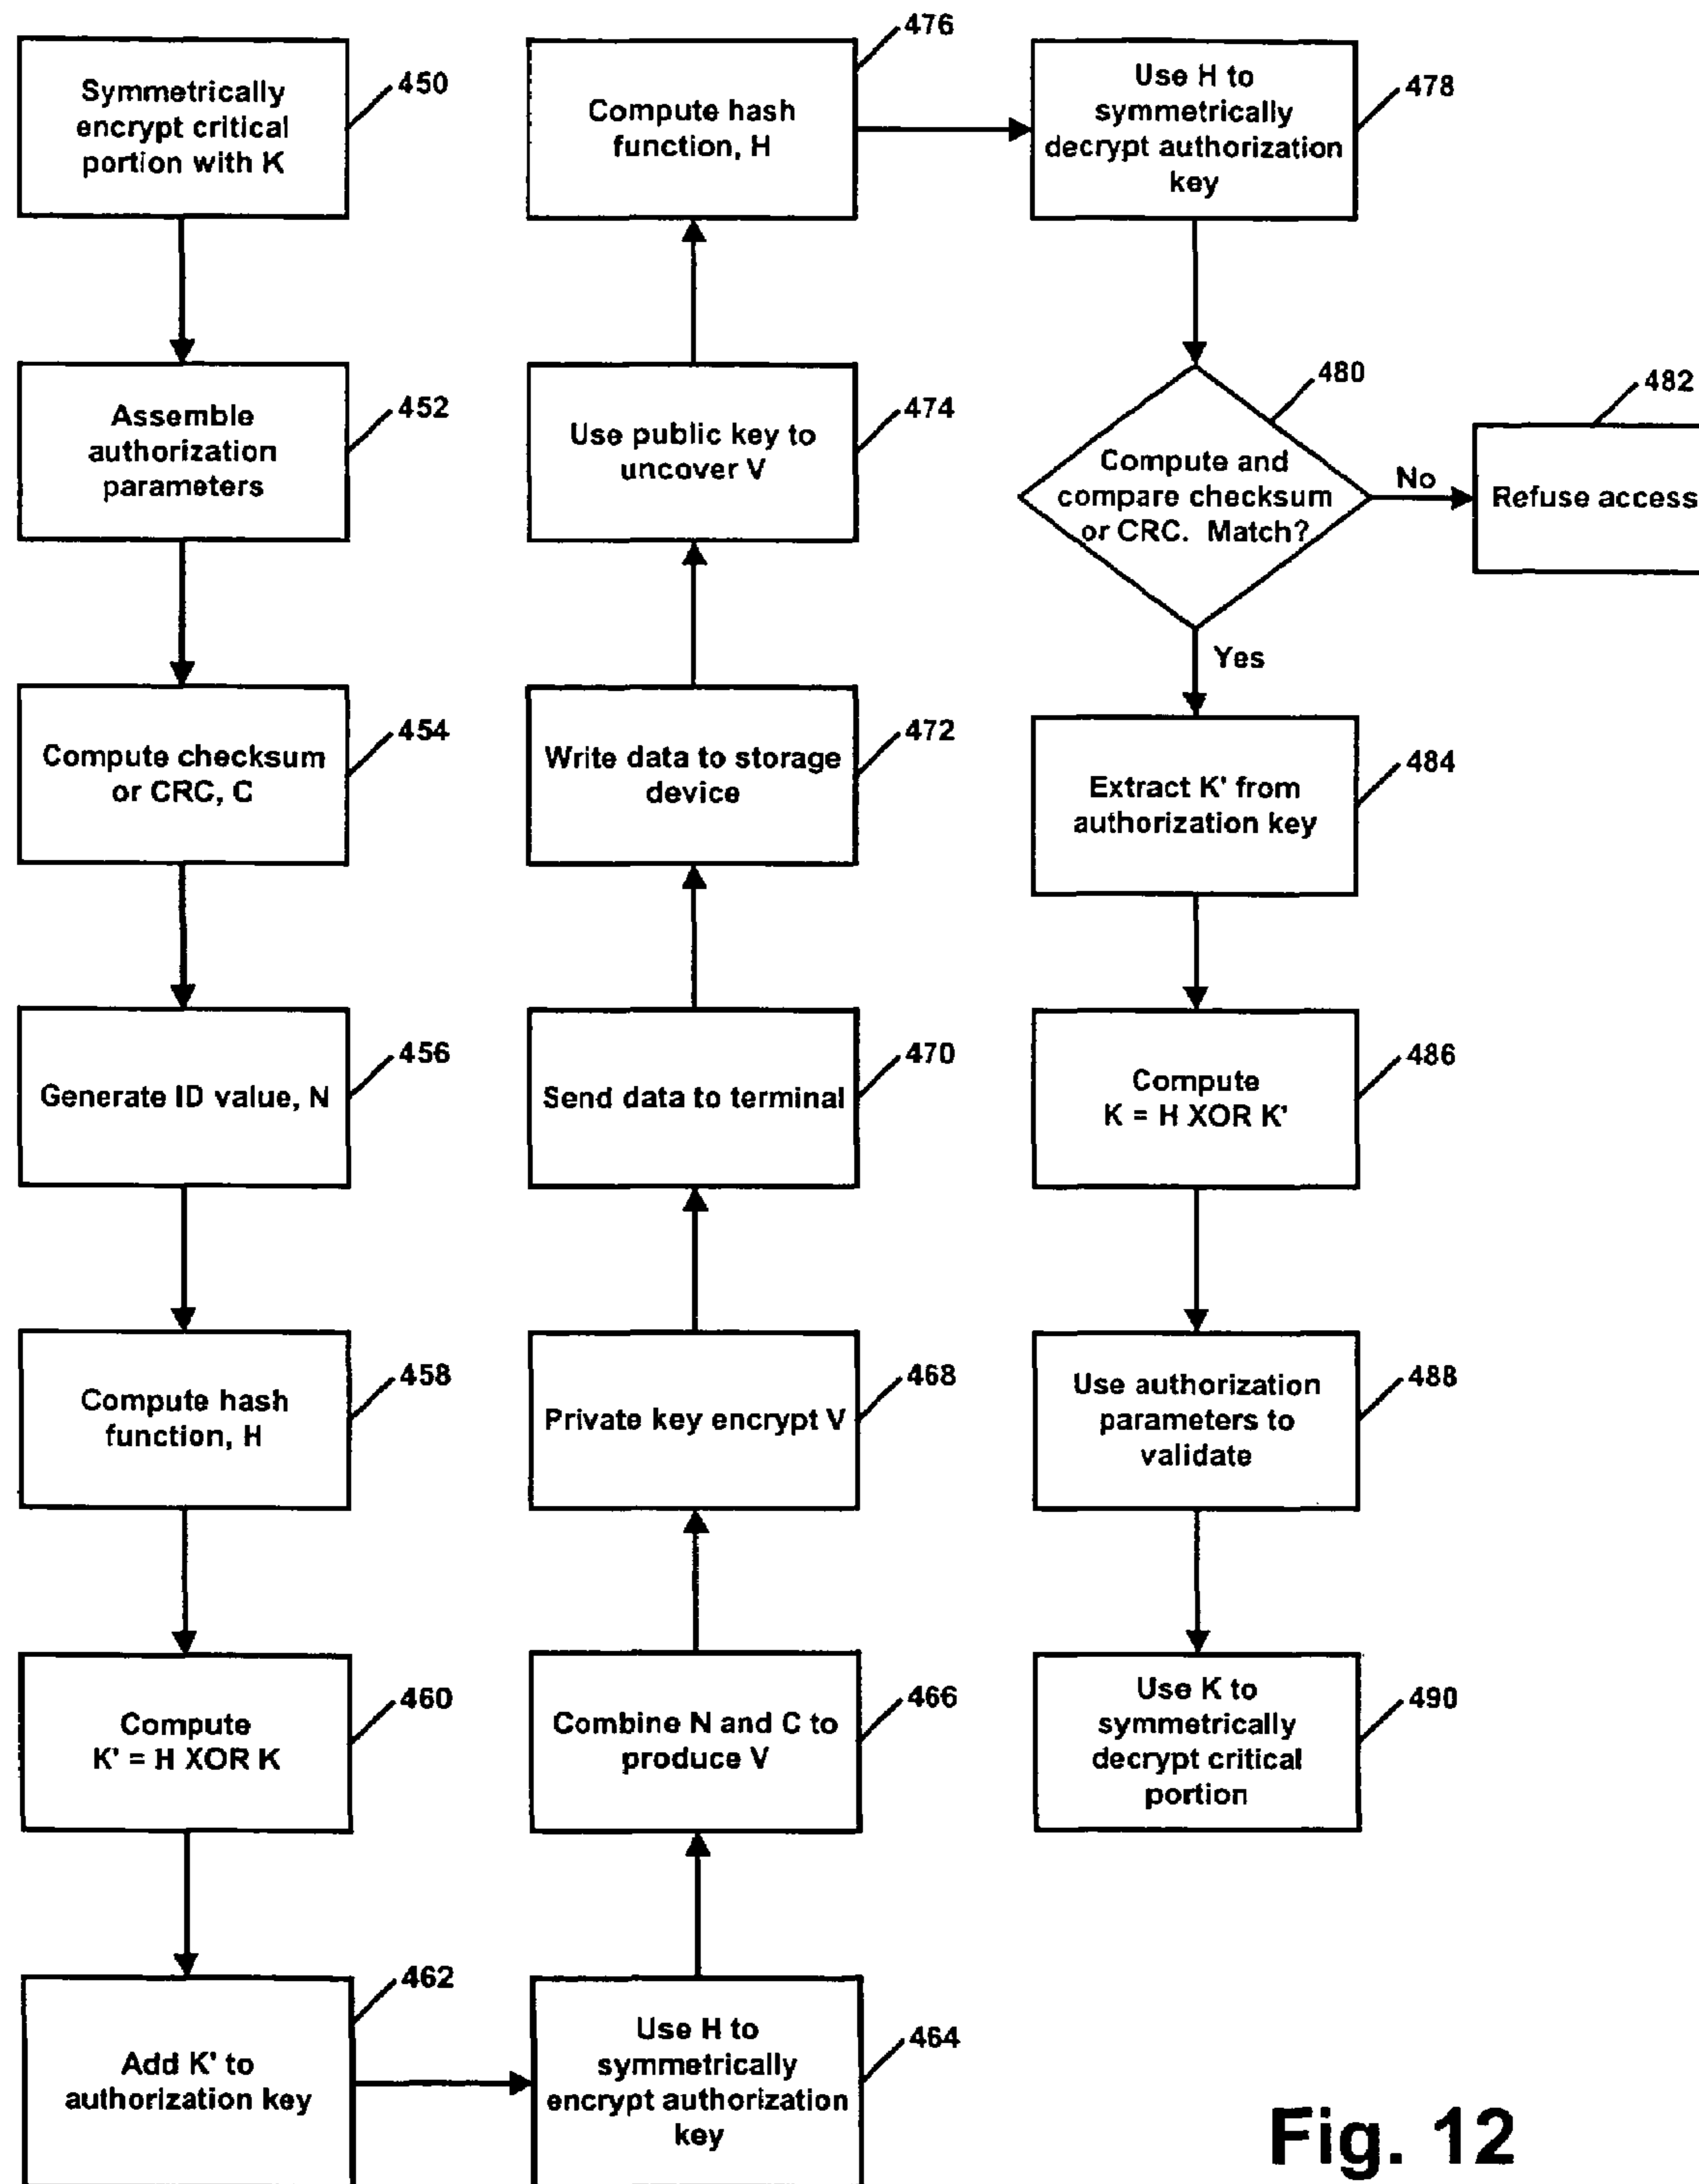 Symmetrically
encrypt critical
portion with K
450
Assemble
authorization
parameters
452
Compute checksum
or CRC, C
454
Generate ID value, N
456
Compute hash
function, H
458
Compute
K' = H XOR K
460
Add K' to
authorization key
462
Use H to
symmetrically
encrypt authorization
key
464
Combine N and C to
produce V
466
Private key encrypt V
468
Send data to terminal
470
Write data to storage
device
472
Use public key to
uncover V
474
Compute hash
function, H
476
Use H to
symmetrically
decrypt authorization
key
478
Compute and
compare checksum
or CRC. Match?
480
No
Refuse access
482
Yes
Extract K' from
authorization key
484
Compute
K = H XOR K'
486
Use authorization
parameters to
validate
488
Use K to
symmetrically
decrypt critical
portion
490
Fig. 12